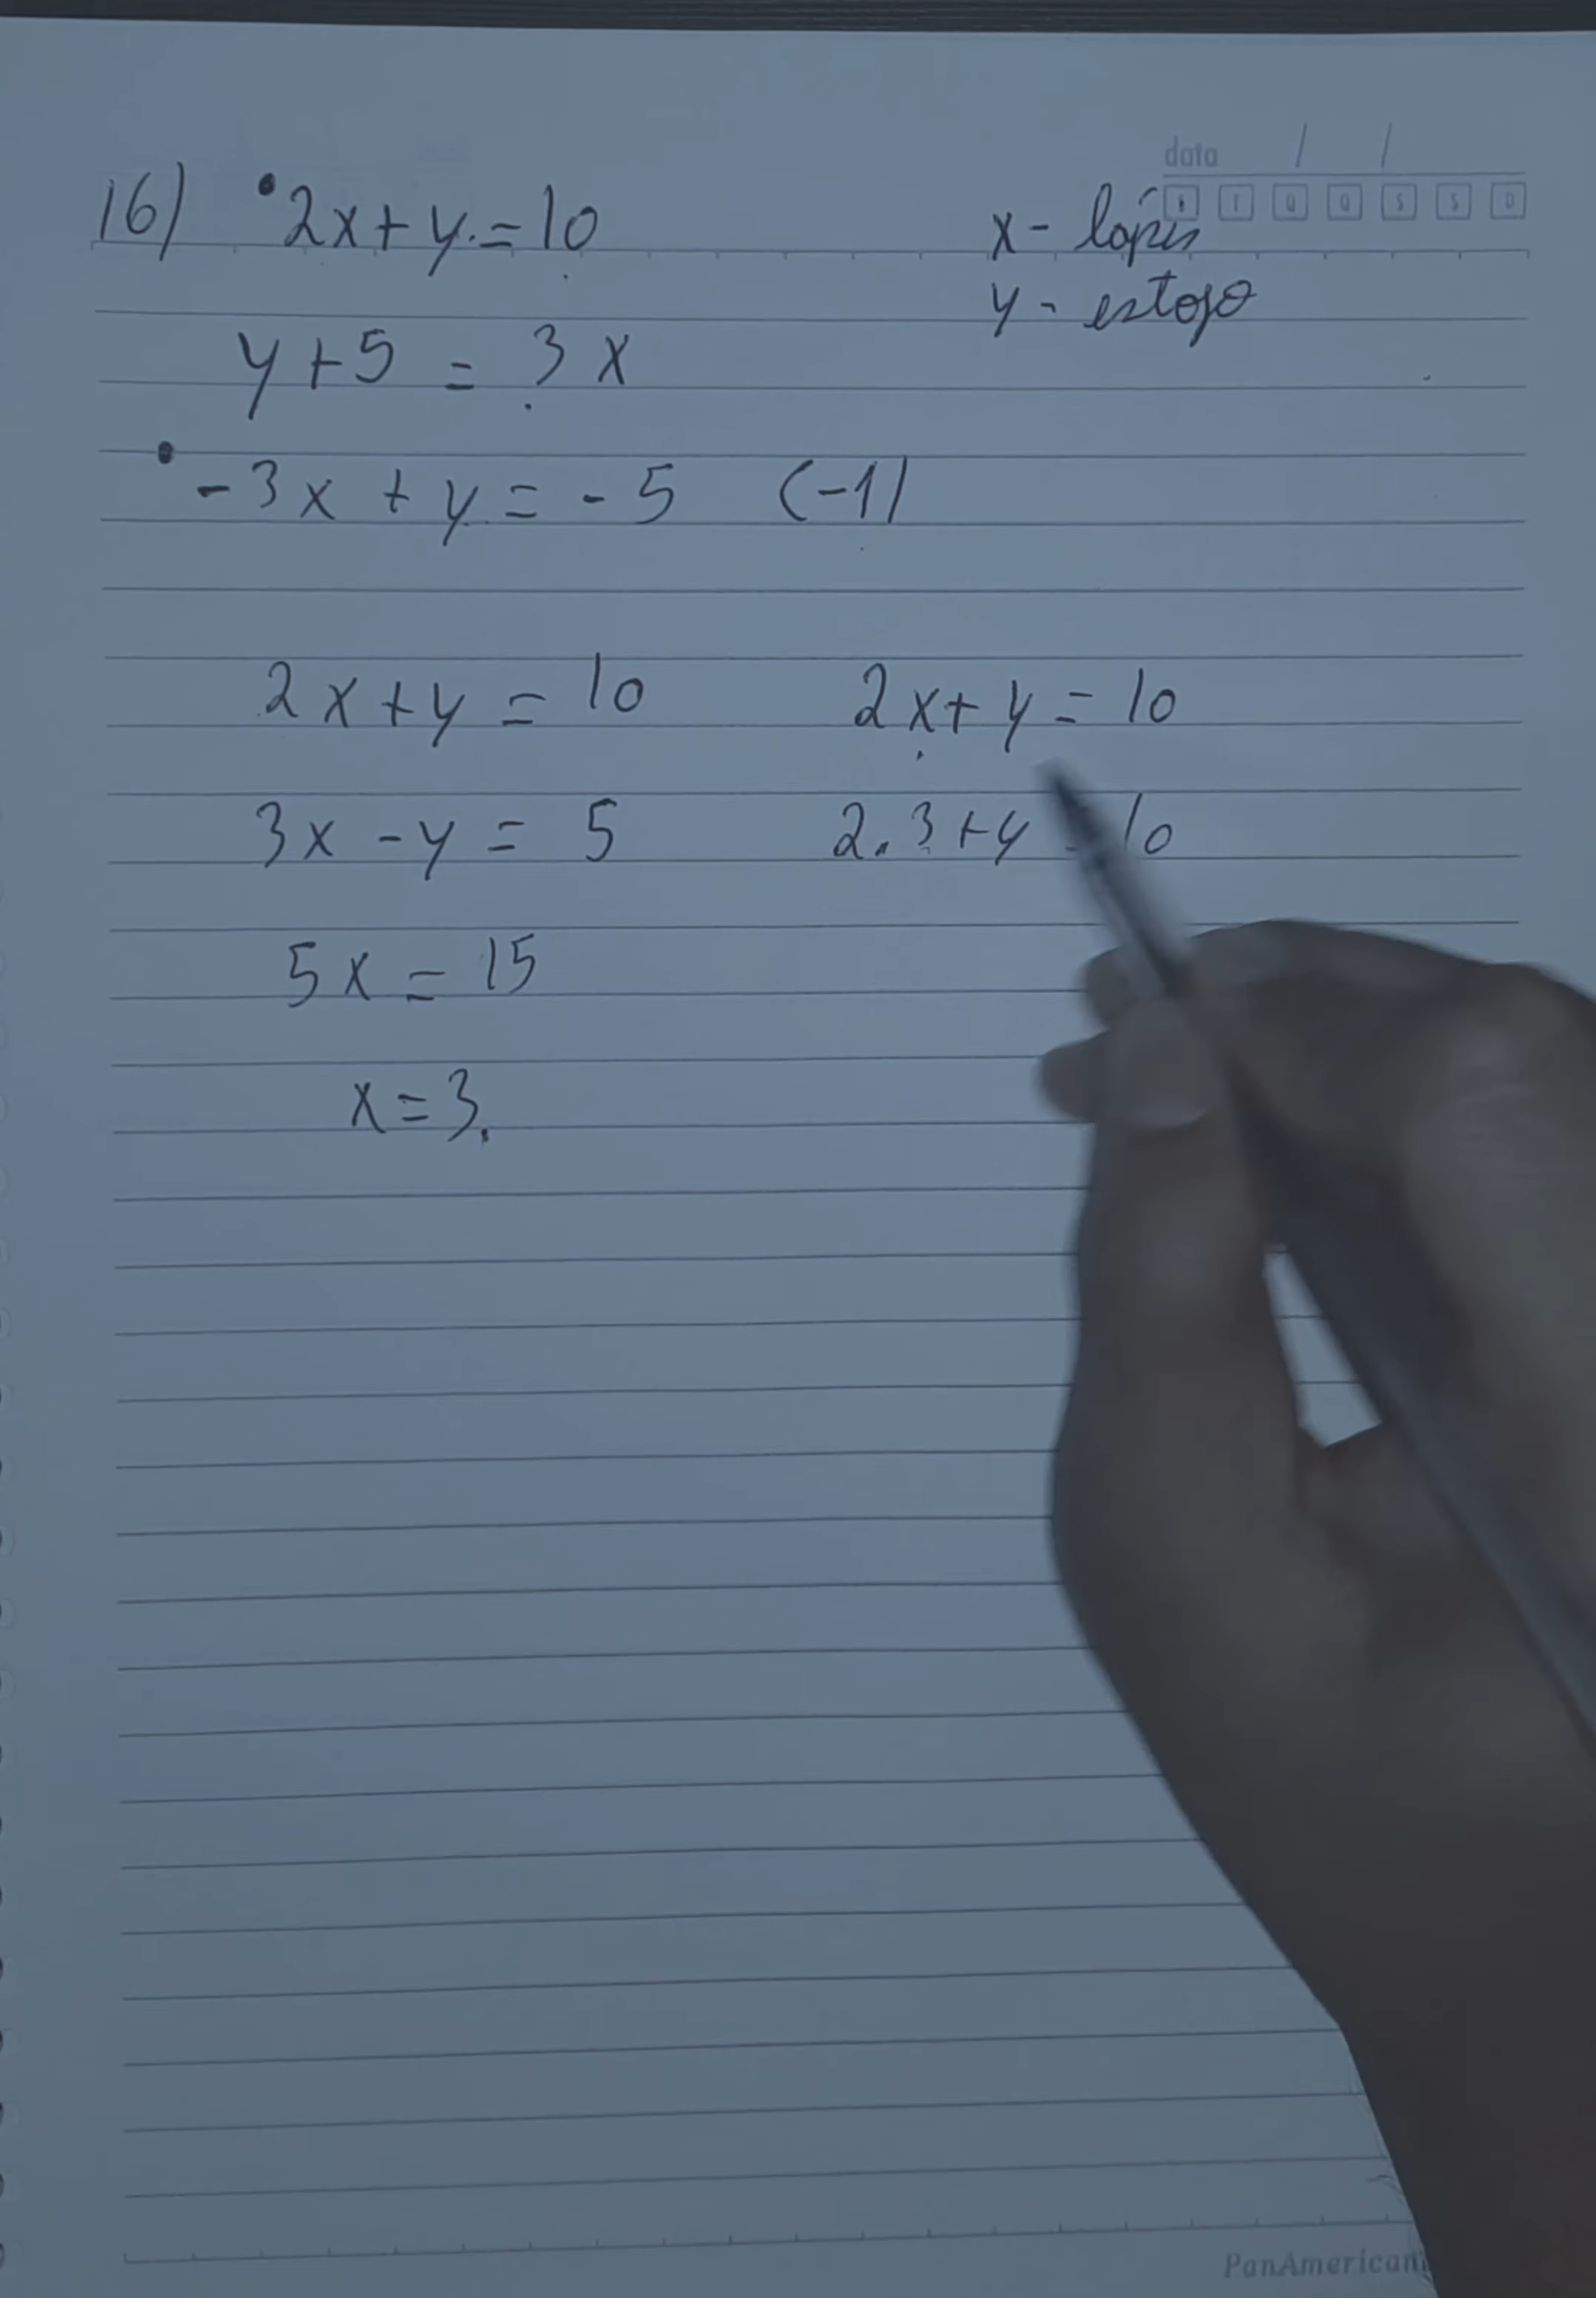 data / /
S T Q Q S S D
16) 2x+y=10
x - lápis
y - estojo
y+5 = 3x
-3x + y = -5 (-1)
2x+y = 10
3x - y = 5
5x = 15
x=3.
2x+y = 10
2.3+y = 10
PanAmerican